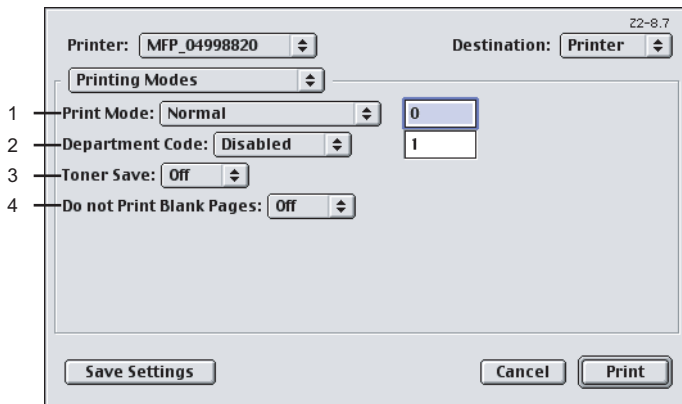 Z2-8.7
Printer: MFP_04998820 Destination: Printer
Printing Modes
1 Print Mode: Normal 0
2 Department Code: Disabled 1
3 Toner Save: Off
4 Do not Print Blank Pages: Off
Save Settings Cancel Print